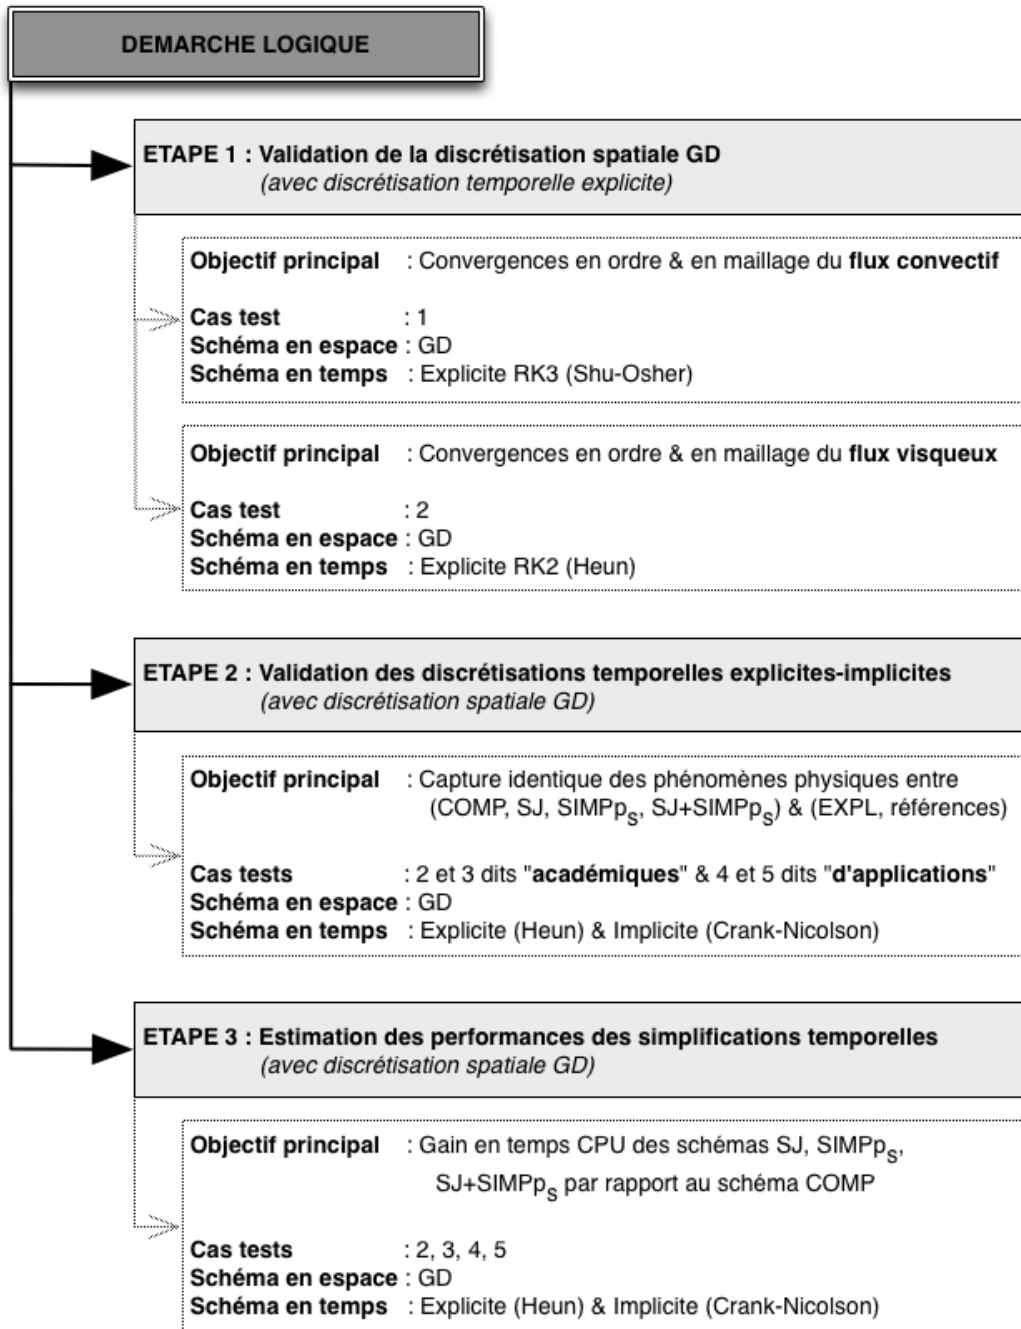 DEMARCHE LOGIQUE
ETAPE 1 : Validation de la discrétisation spatiale GD
(avec discrétisation temporelle explicite)
Objectif principal : Convergences en ordre & en maillage du flux convectif
Cas test : 1
Schéma en espace : GD
Schéma en temps : Explicite RK3 (Shu-Osher)
Objectif principal : Convergences en ordre & en maillage du flux visqueux
Cas test : 2
Schéma en espace : GD
Schéma en temps : Explicite RK2 (Heun)
ETAPE 2 : Validation des discrétisations temporelles explicites-implicites
(avec discrétisation spatiale GD)
Objectif principal : Capture identique des phénomènes physiques entre
(COMP, SJ, SIMPps, SJ+SIMPps) & (EXPL, références)
Cas tests : 2 et 3 dits "académiques" & 4 et 5 dits "d'applications"
Schéma en espace : GD
Schéma en temps : Explicite (Heun) & Implicite (Crank-Nicolson)
ETAPE 3 : Estimation des performances des simplifications temporelles
(avec discrétisation spatiale GD)
Objectif principal : Gain en temps CPU des schémas SJ, SIMPps,
SJ+SIMPps par rapport au schéma COMP
Cas tests : 2, 3, 4, 5
Schéma en espace : GD
Schéma en temps : Explicite (Heun) & Implicite (Crank-Nicolson)